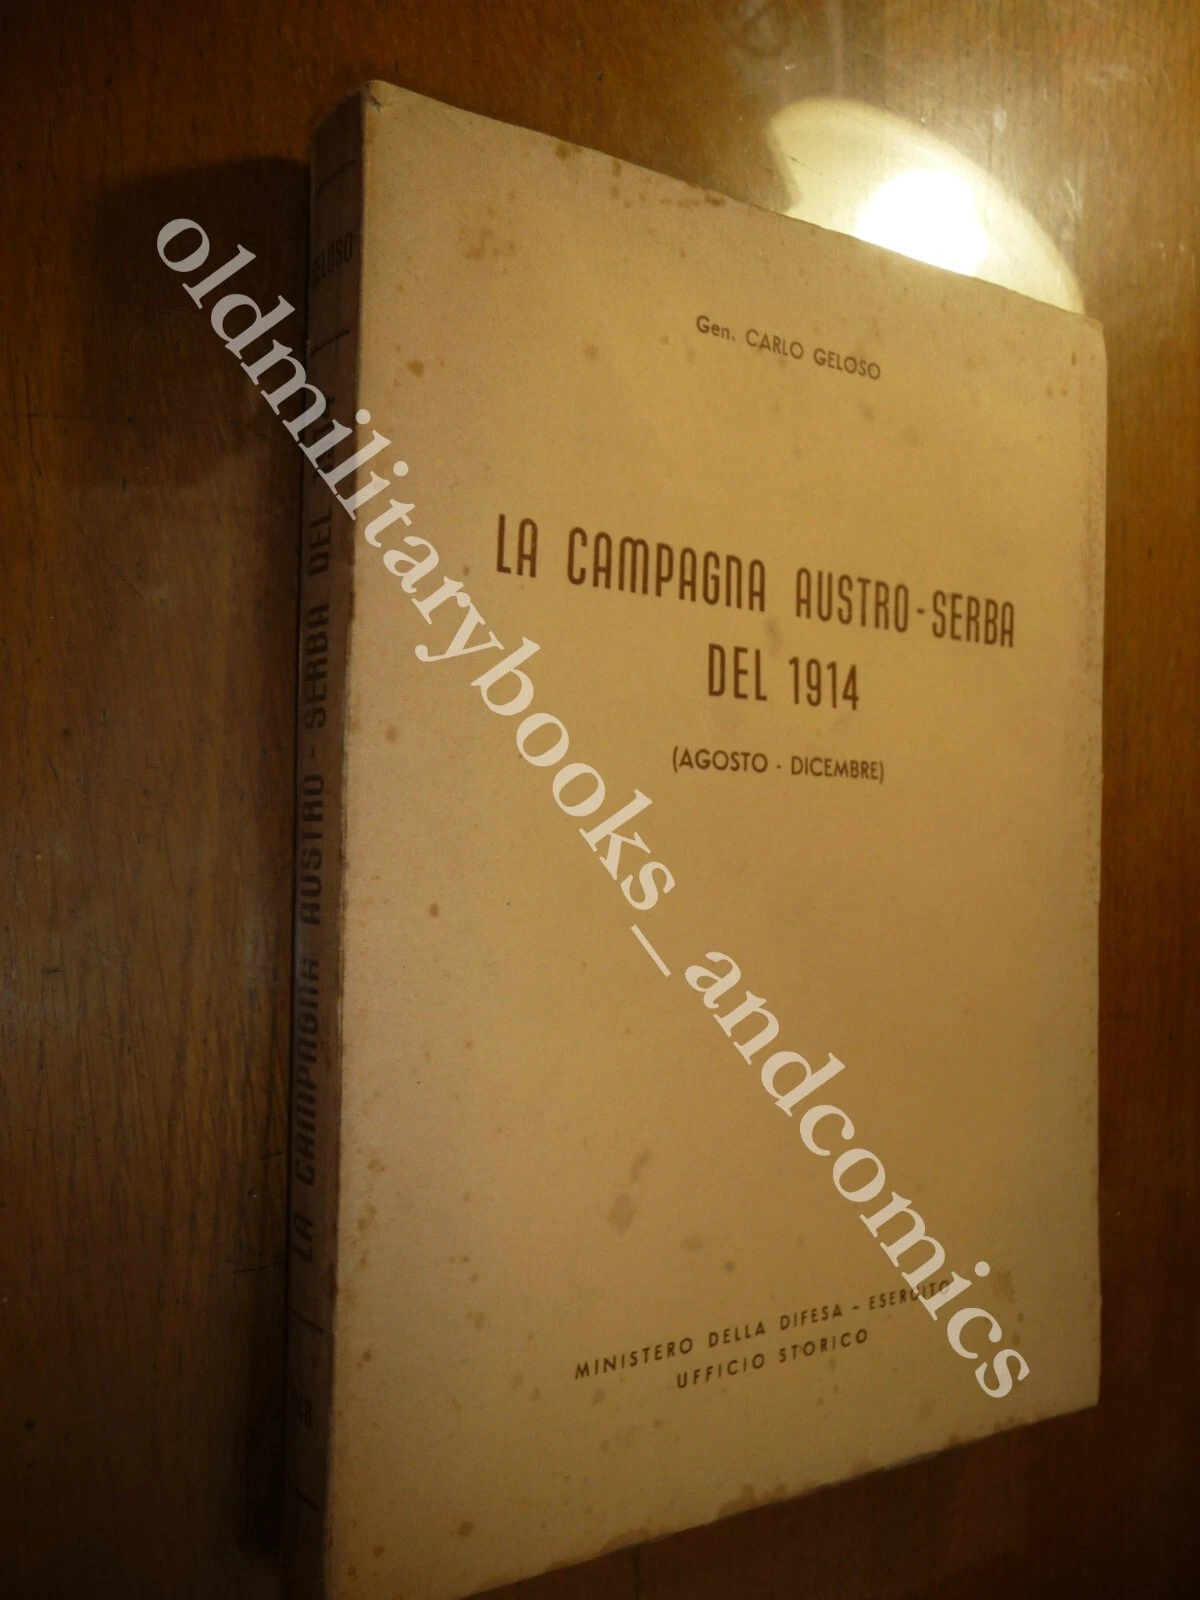 Gen. CARLO GELOSO
LA CAMPAGNA AUSTRO-SERBA
DEL 1914
(AGOSTO - DICEMBRE)
MINISTERO DELLA DIFESA - ESERCITO
UFFICIO STORICO
GELOSO
LA CAMPAGNA AUSTRO - SERBA DEL
oldmilitarybooks_andcomics